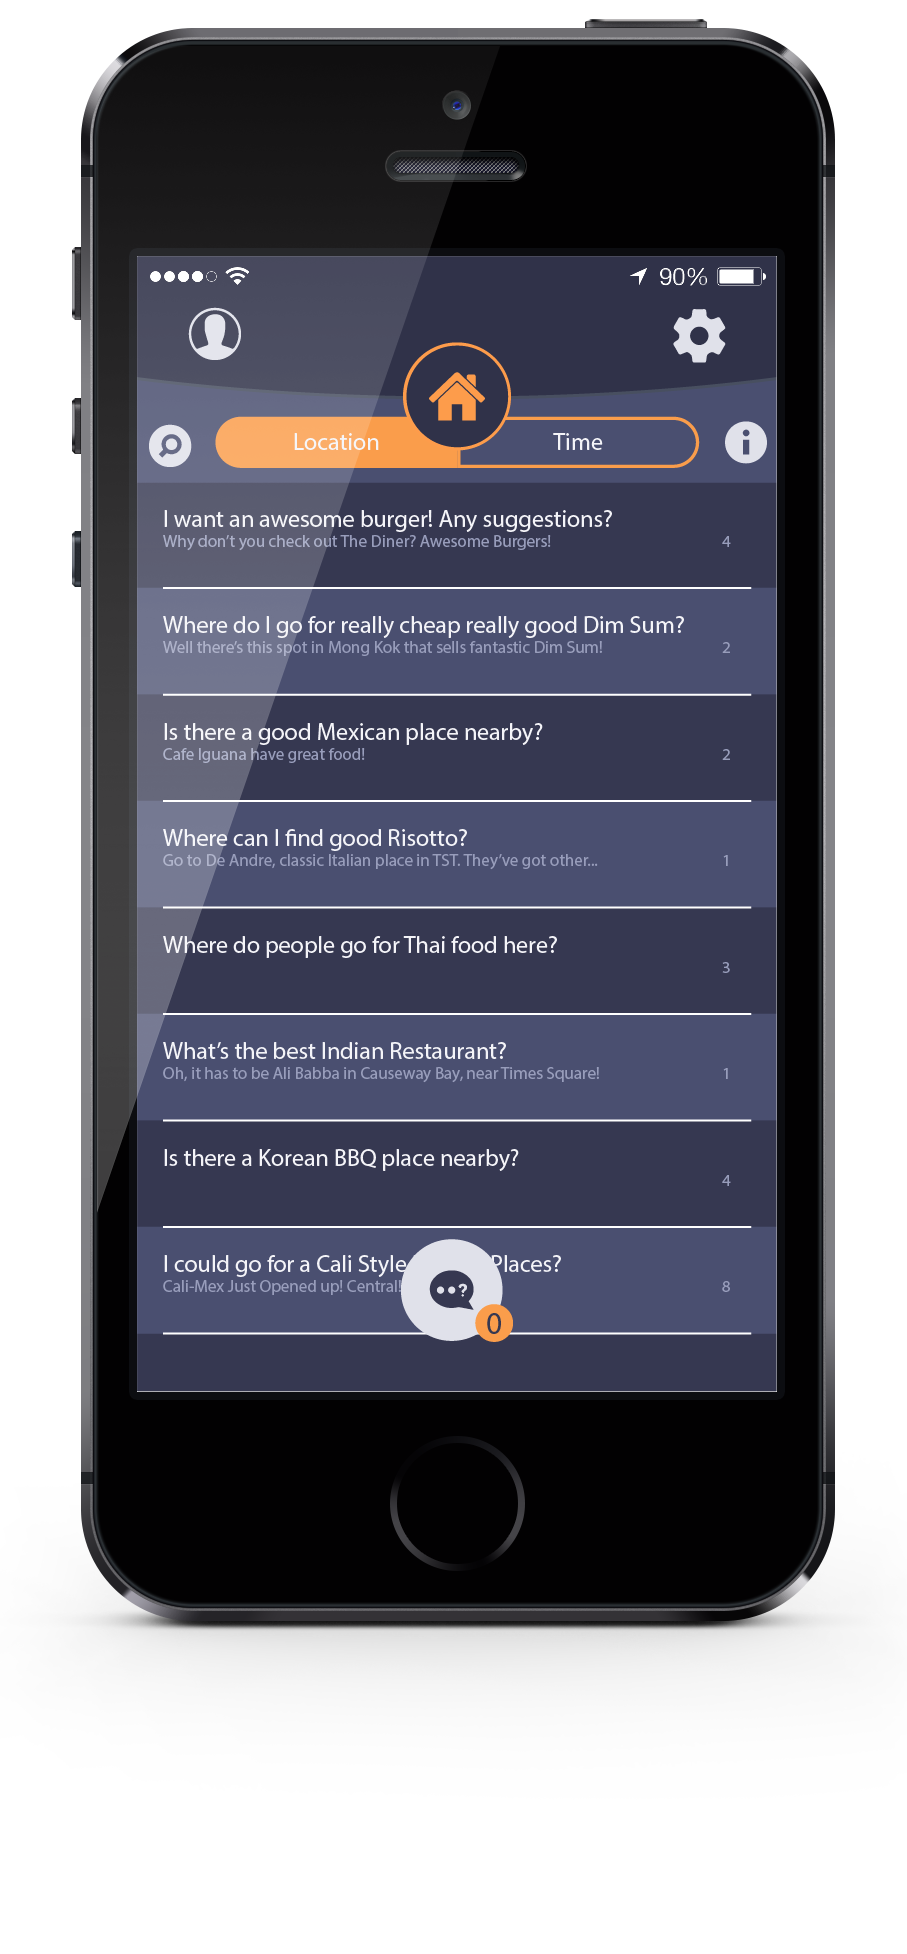 90%
Location Time
I want an awesome burger! Any suggestions?
Why don't you check out The Diner? Awesome Burgers!
4
Where do I go for really cheap really good Dim Sum?
Well there's this spot in Mong Kok that sells fantastic Dim Sum!
2
Is there a good Mexican place nearby?
Cafe Iguana have great food!
2
Where can I find good Risotto?
Go to De Andre, classic Italian place in TST. They've got other...
1
Where do people go for Thai food here?
3
What's the best Indian Restaurant?
Oh, it has to be Ali Babba in Causeway Bay, near Times Square!
1
Is there a Korean BBQ place nearby?
4
I could go for a Cali Style Places?
Cali-Mex Just Opened up! Central!
8
?
0